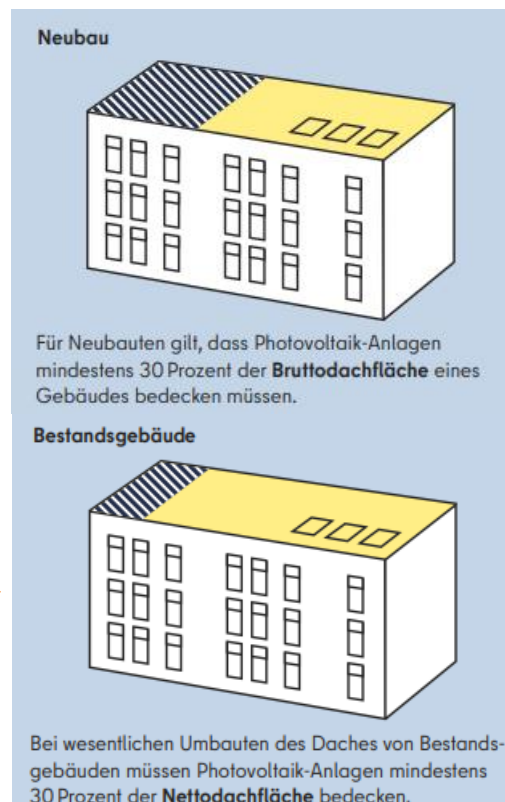 Neubau
Für Neubauten gilt, dass Photovoltaik-Anlagen
mindestens 30 Prozent der Bruttodachfläche eines
Gebäudes bedecken müssen.
Bestandsgebäude
Bei wesentlichen Umbauten des Daches von Bestands-
gebäuden müssen Photovoltaik-Anlagen mindestens
30 Prozent der Nettodachfläche bedecken.